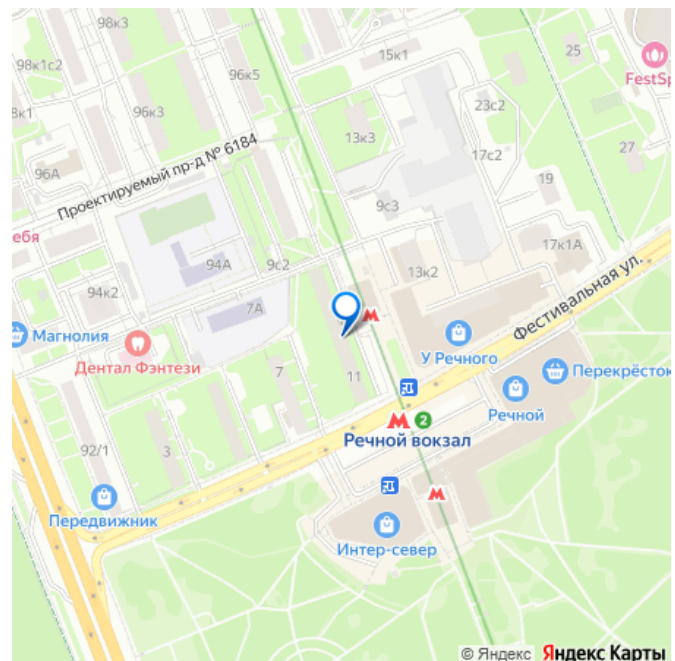 98к3
15к1
25
98к1с2
96к5
FestSp
8к1
96к3
23с2
13к3
Проектируемый пр-д № 6184
17с2
27
96А
19
9с3
ебя
94А
9с2
13к2
17к1А
94к2
7А
Фестивальная ул.
У Речного
Магнолия
Дентал Фэнтези
Перекрёсток
7
11
Речной
М 2
Речной вокзал
92/1
3
Передвижник
М
Интер-север
© Яндекс Яндекс Карты